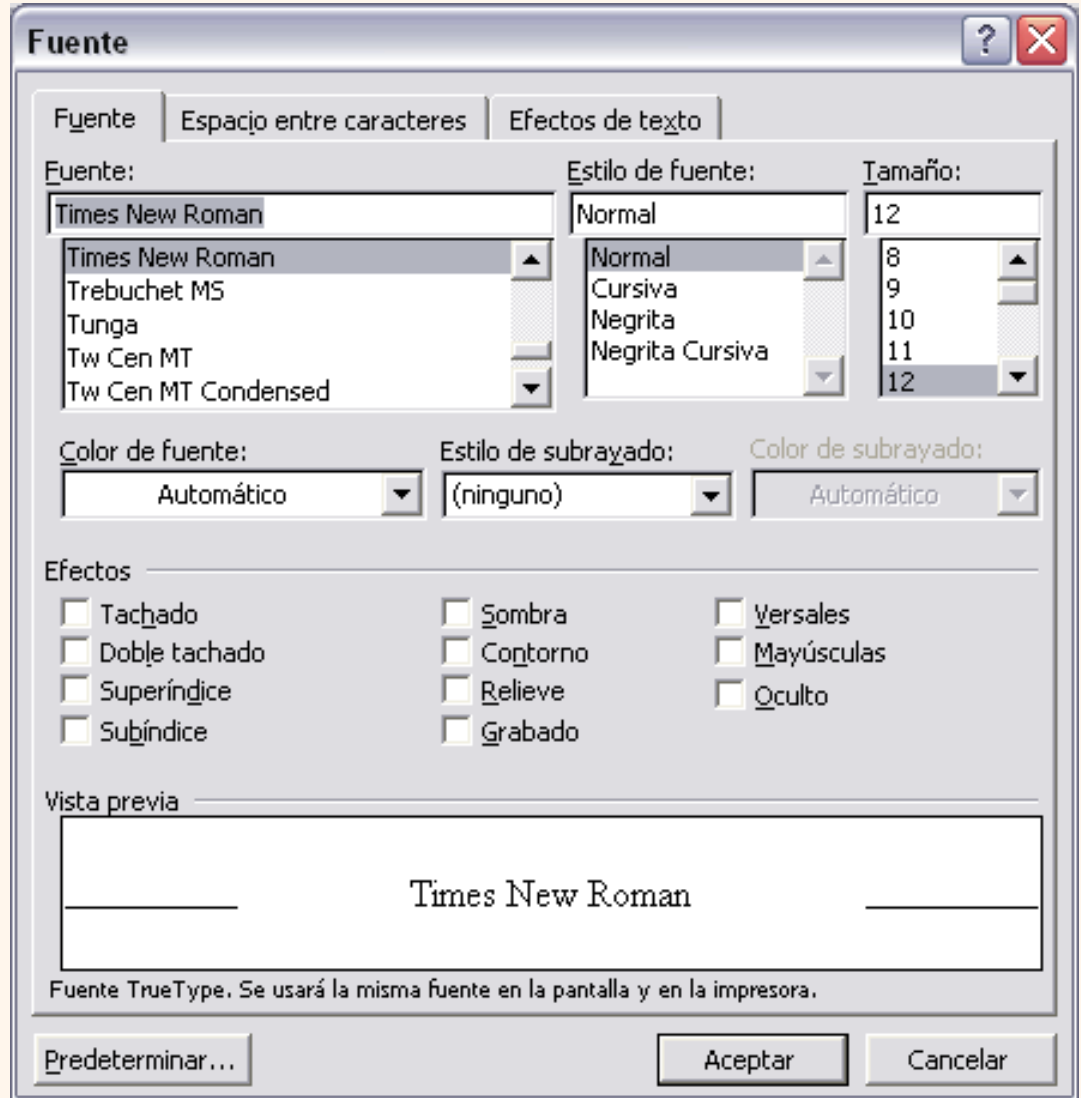 Fuente
Fuente Espacio entre caracteres Efectos de texto
Fuente: Estilo de fuente: Tamaño:
Times New Roman Normal 12
Times New Roman Normal 8
Trebuchet MS Cursiva 9
Tunga Negrita 10
Tw Cen MT Negrita Cursiva 11
Tw Cen MT Condensed 12
Color de fuente: Estilo de subrayado: Color de subrayado:
Automático (ninguno) Automático
Efectos
Tachado Sombra Versales
Doble tachado Contorno Mayúsculas
Superíndice Relieve Oculto
Subíndice Grabado
Vista previa
Times New Roman
Fuente TrueType. Se usará la misma fuente en la pantalla y en la impresora.
Predeterminar... Aceptar Cancelar